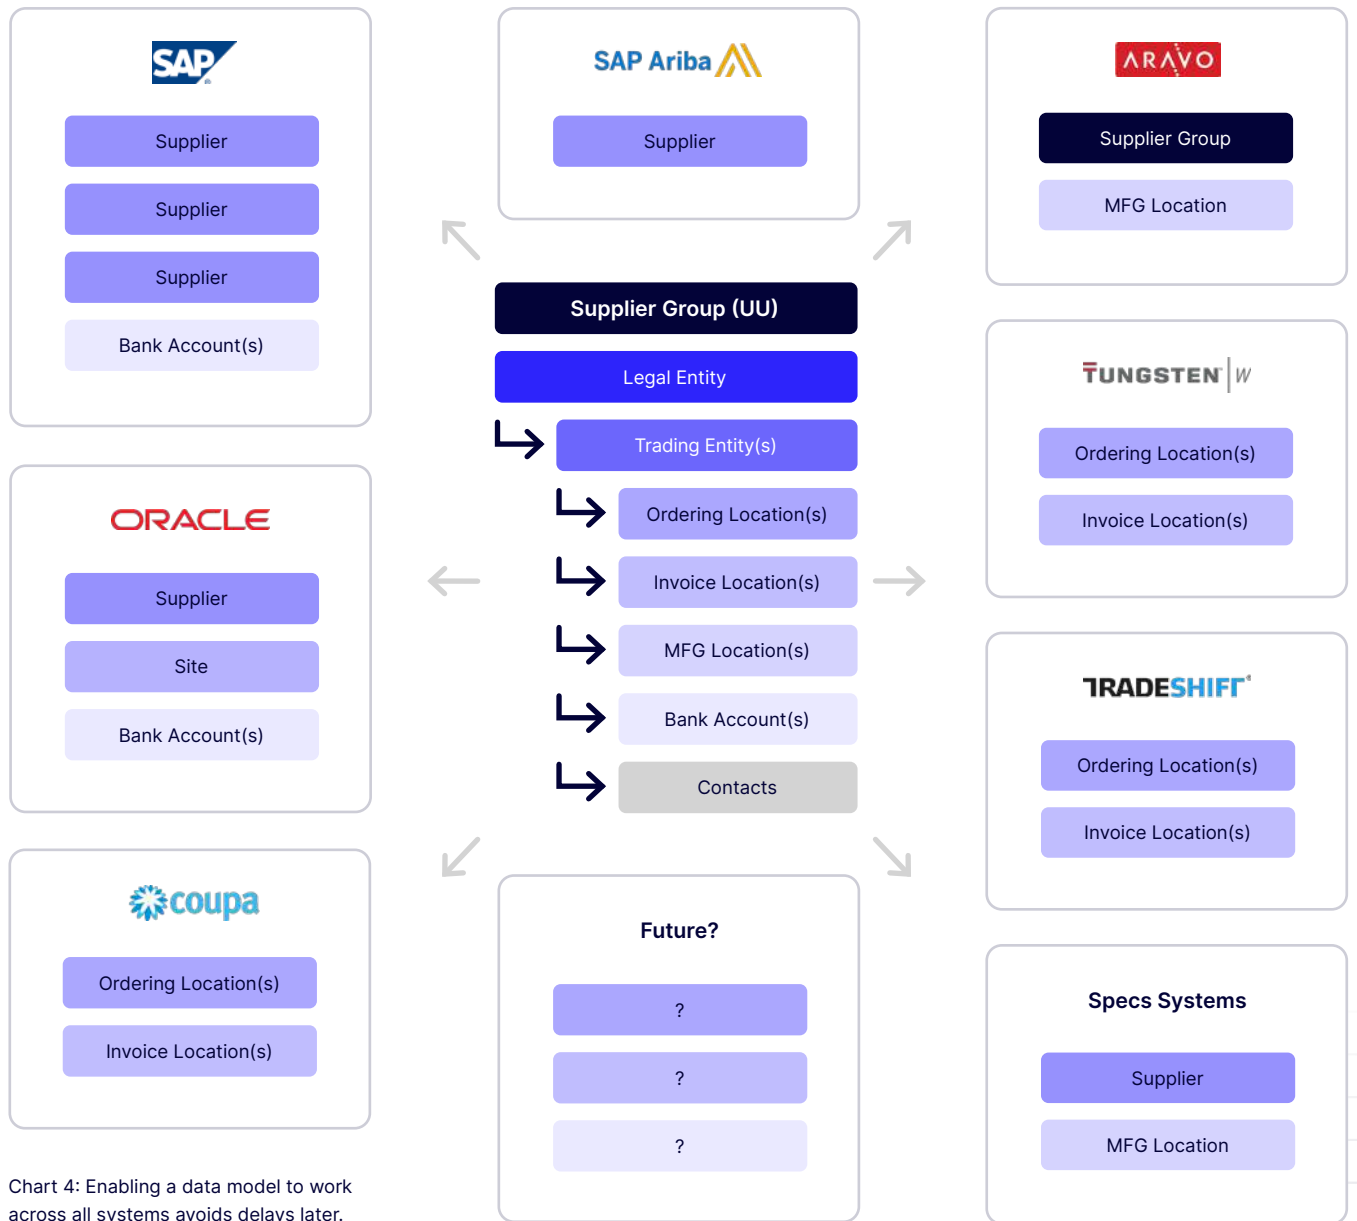 SAP
Supplier
Supplier
Supplier
Bank Account(s)
SAP Ariba
Supplier
ARAVO
Supplier Group
MFG Location
Supplier Group (UU)
Legal Entity
Trading Entity(s)
Ordering Location(s)
Invoice Location(s)
MFG Location(s)
Bank Account(s)
Contacts
TUNGSTEN W
Ordering Location(s)
Invoice Location(s)
ORACLE
Supplier
Site
Bank Account(s)
TRADESHIFT
Ordering Location(s)
Invoice Location(s)
coupa
Ordering Location(s)
Invoice Location(s)
Future?
?
?
?
Specs Systems
Supplier
MFG Location
Chart 4: Enabling a data model to work
across all systems avoids delays later.